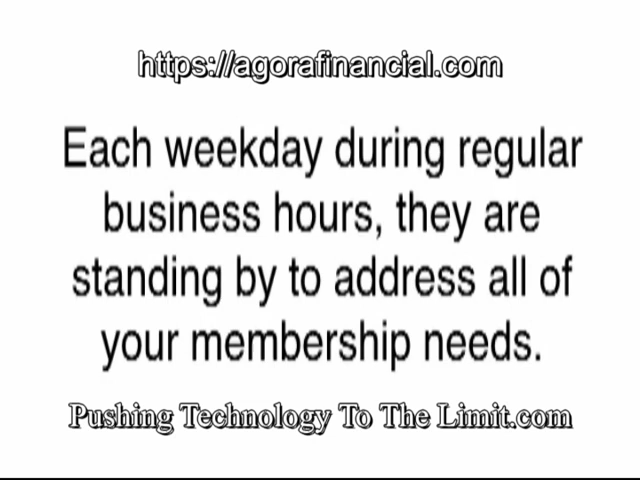 https://agorafinancial.com
Each weekday during regular
business hours, they are
standing by to address all of
your membership needs.
Pushing Technology To The Limit.com